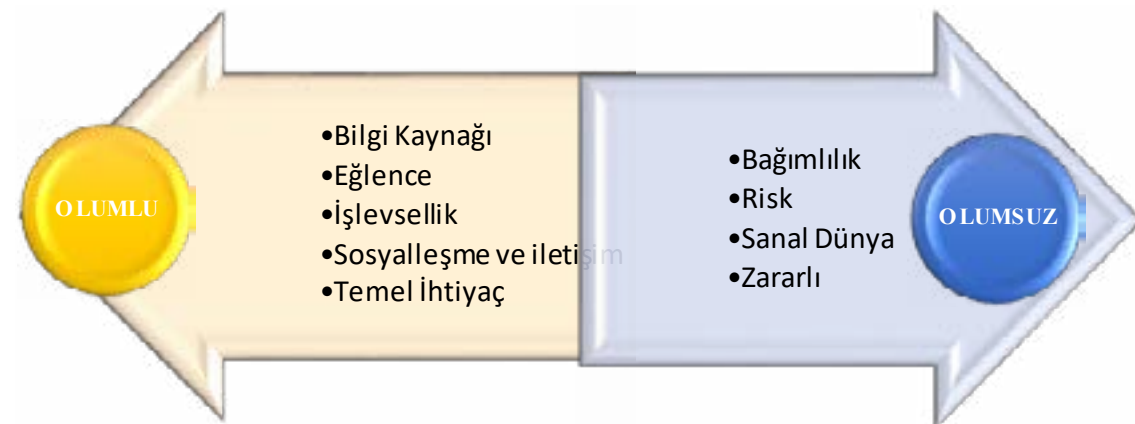 OLUMLU
•Bilgi Kaynağı
•Eğlence
•İşlevsellik
•Sosyalleşme ve iletişim
•Temel İhtiyaç
•Bağımlılık
•Risk
•Sanal Dünya
•Zararlı
OLUMSUZ